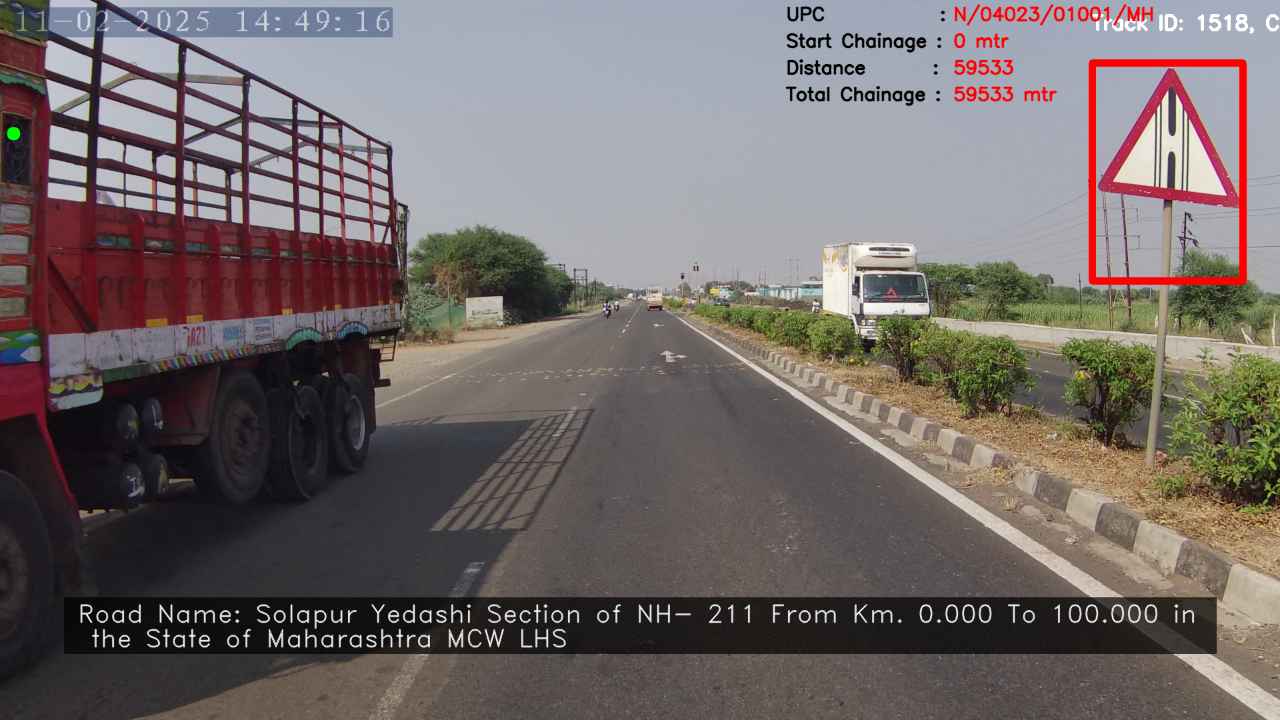 11-02-2025 14:49:16
UPC : N/04023/01001/MH
Track ID: 1518, C
Start Chainage : 0 mtr
Distance : 59533
Total Chainage : 59533 mtr
Road Name: Solapur Yedashi Section of NH- 211 From Km. 0.000 To 100.000 in
the State of Maharashtra MCW LHS